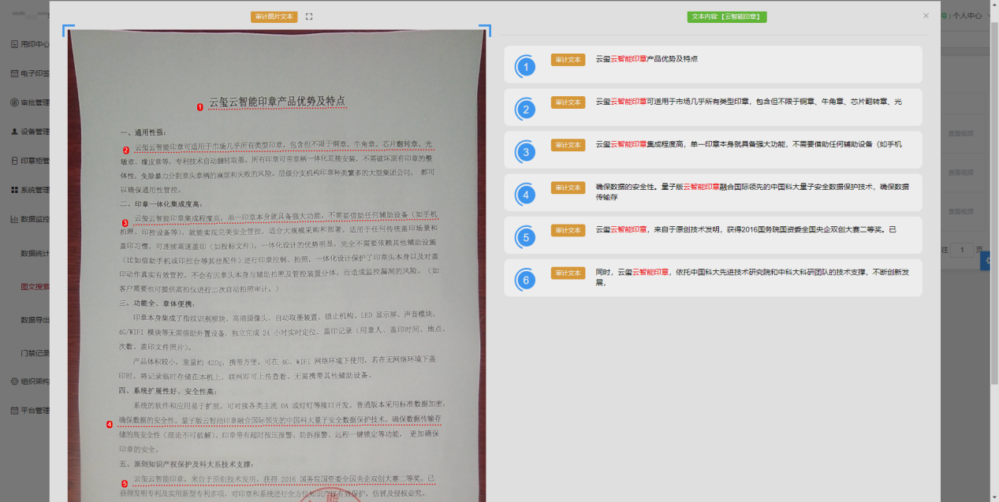 审计图片文本
文本内容:【云智能印章】
×
号 | 个人中心
用印中心
电子印签
审批管理
设备管理
印章柜管
系统管理
数据监控
数据统计
图文搜索
数据导出
门禁记录
组织架构
平台管理
1 云玺云智能印章产品优势及特点
一、通用性强:
2 云玺云智能印章可适用于市场几乎所有类型印章，包含但不限于铜章、牛角章、芯片翻转章、光
敏章、橡皮章等，专利技术自动翻转取墨。所有印章可带章柄一体化直接安装，不需破坏原有印章的整
体性，免除暴力分割章头章柄的麻烦和失败的风险。层级分支机构印章种类繁多的大型集团公司， 都可
以确保通用性管控。
二、印章一体化集成度高:
3 云玺云智能印章集成程度高，单一印章本身就具备强大功能，不需要借助任何辅助设备（如手机
拍照、印控设备等），就能实现完美安全管控，适合大规模采购和部署。适用于任何传统盖印场景和
盖印习惯，可连续高速盖印（如投标文件）。一体化设计的优势明显，完全不需要依赖其他辅助设施
（比如借助手机或印控台等其他配件）进行印章控制、拍照，一体化设计保护了印章头本身以及对盖
印动作真实有效管控，不会有因章头本身与辅助拍照及管控装置分体，而造成监控漏洞的风险。（如
客户需要也可提供高拍仪进行二次自动拍照审计。）
三、功能全、章体便携:
印章本身集成了指纹识别模块、高清摄像头、自动取墨装置、锁止机构、LED 显示屏、声音模块、
4G/WIFI 模块等无需借助外置设备，独立完成 24 小时实时定位、盖印记录（用章人、盖印时间、地点、
次数、盖印文件照片）。
产品体积较小，重量约 420g，携带方便。可在 4G、WIFI 网络环境下使用，若在无网络环境下盖
印时，将记录临时存储在本机上，联网即可上传查看。无需携带其他辅助设备。
四、系统扩展性好、安全性高:
系统的软件和应用易于扩展，可对接各类主流 OA 或钉钉等接口开发。普通版本采用标准数据加密，
4 确保数据的安全性。量子版云智能印章融合国际领先的中国科大量子安全数据保护技术，确保数据传输存
储的高安全性（理论不可破解）。印章带有超时按压报警、防拆报警、远程一键锁定等功能， 更加确保
印章的安全。
五、原创知识产权保护及科大系技术支撑:
5 云玺云智能印章，来自于原创技术发明，获得 2016 国务院国资委全国央企双创大赛二等奖。已
获得发明专利及实用新型专利多项，对印章和系统进行全方位知识产权有效保护，仿冒及侵权必究。
1 审计文本 云玺云智能印章产品优势及特点
2 审计文本 云玺云智能印章可适用于市场几乎所有类型印章，包含但不限于铜章、牛角章、芯片翻转章、光
3 审计文本 云玺云智能印章集成程度高，单一印章本身就具备强大功能，不需要借助任何辅助设备（如手机
4 审计文本 确保数据的安全性。量子版云智能印章融合国际领先的中国科大量子安全数据保护技术，确保数据
传输存
5 审计文本 云玺云智能印章，来自于原创技术发明，获得2016国务院国资委全国央企双创大赛二等奖。已
6 审计文本 同时，云玺云智能印章，依托中国科大先进技术研究院和中科大科研团队的技术支撑，不断创新发
展，
查看视频
查看视频
查看视频
往 1 页